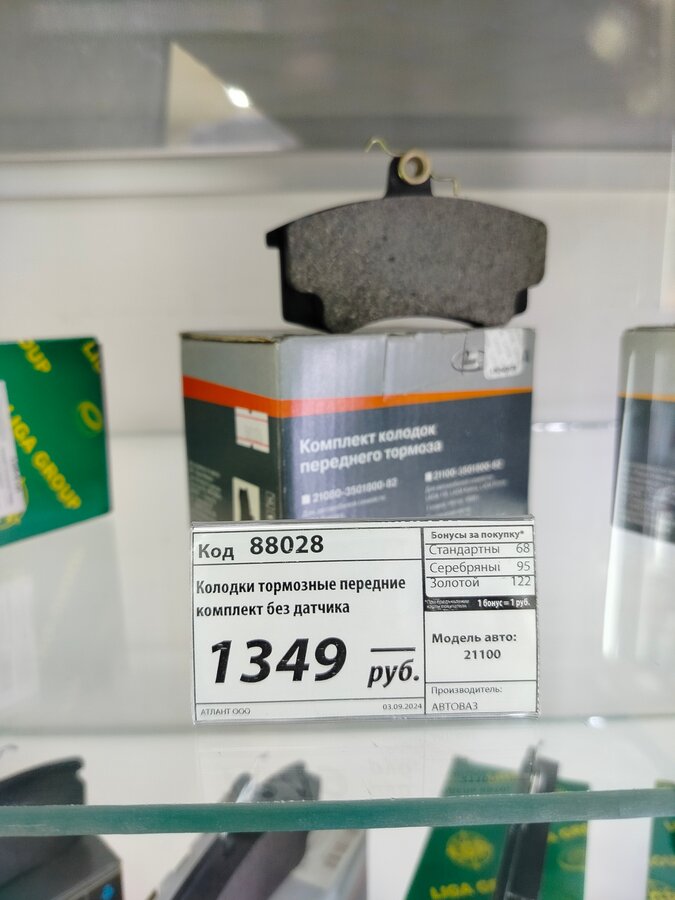 LIGA GROUP
Комплект колодок
переднего тормоза
21080-3501800-82
21100-3501800-82
Код 88028
Колодки тормозные передние
комплект без датчика
1349 руб.
АТЛАНТ ООО 03.09.2024
Бонусы за покупку*
Стандартны 68
Серебряны 95
Золотой 122
1 бонус = 1 руб.
Модель авто:
21100
Производитель:
АВТОВАЗ
LIGA GROUP